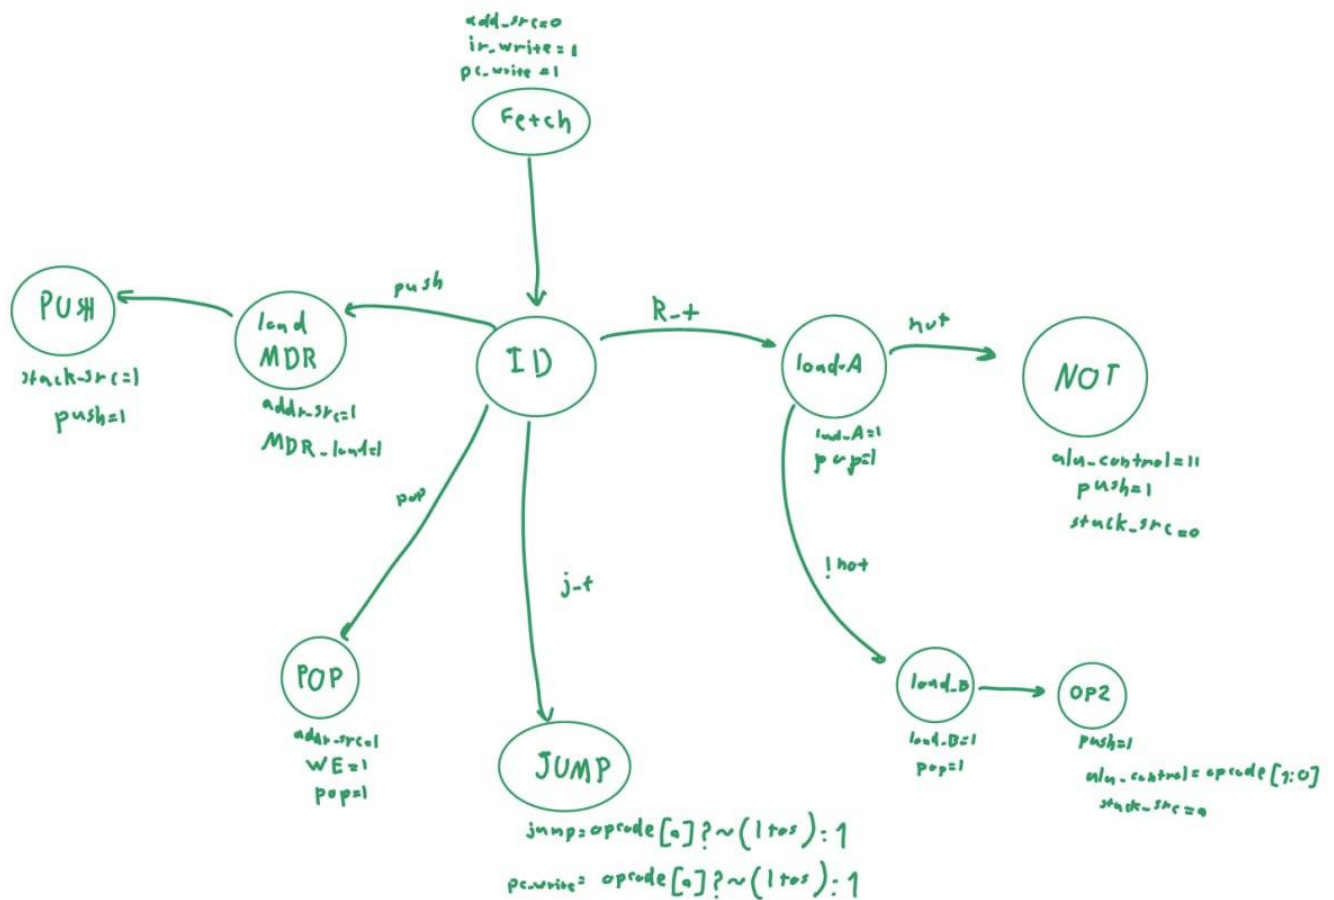 add_src=0
ir_write=1
pc_write=1
Fetch
push
R_t
not
PUSH
load
MDR
ID
load_A
NOT
stack_src=1
push=1
addr_src=1
MDR_load=1
load_A=1
pop=1
alu_control=11
push=1
stack_src=0
pop
j_t
!not
POP
load_B
OP2
addr_src=1
WE=1
pop=1
JUMP
load_B=1
pop=1
push=1
alu_control=opcode[1:0]
stack_src=0
jump=opcode[0]?~(|tos):1
pc_write=opcode[0]?~(|tos):1